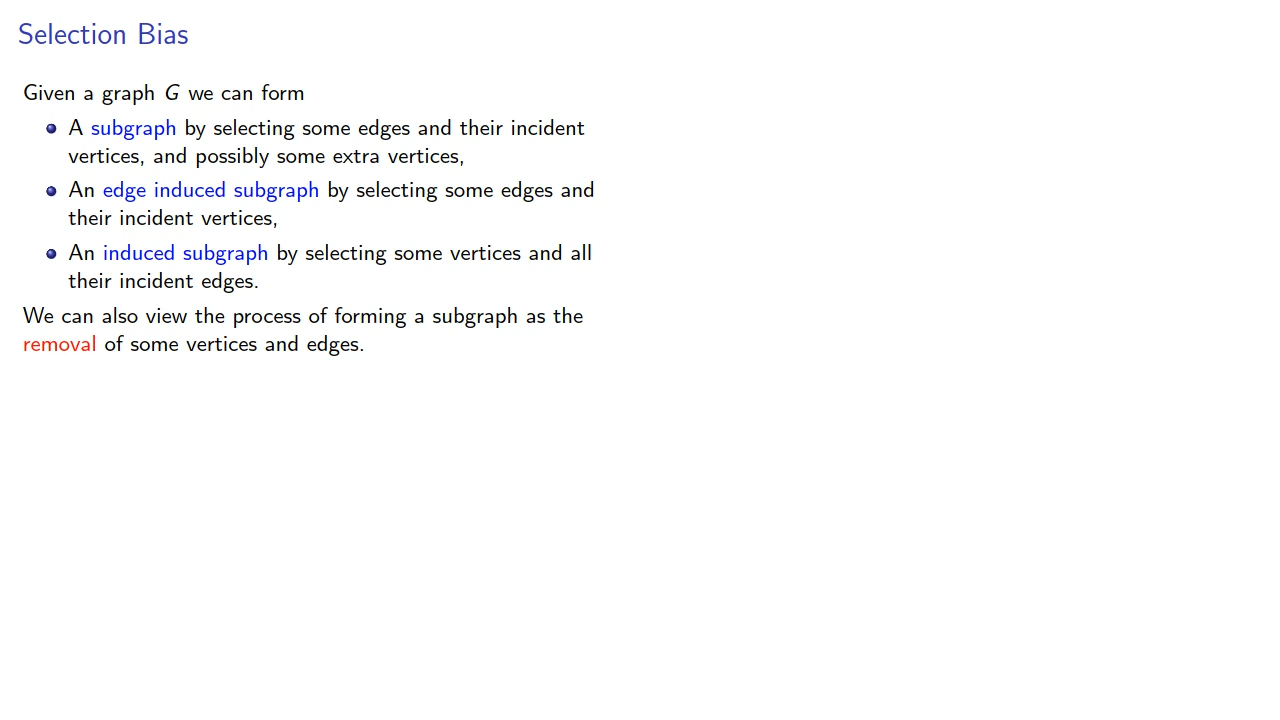 Selection Bias
Given a graph G we can form
A subgraph by selecting some edges and their incident
vertices, and possibly some extra vertices,
An edge induced subgraph by selecting some edges and
their incident vertices,
An induced subgraph by selecting some vertices and all
their incident edges.
We can also view the process of forming a subgraph as the
removal of some vertices and edges.